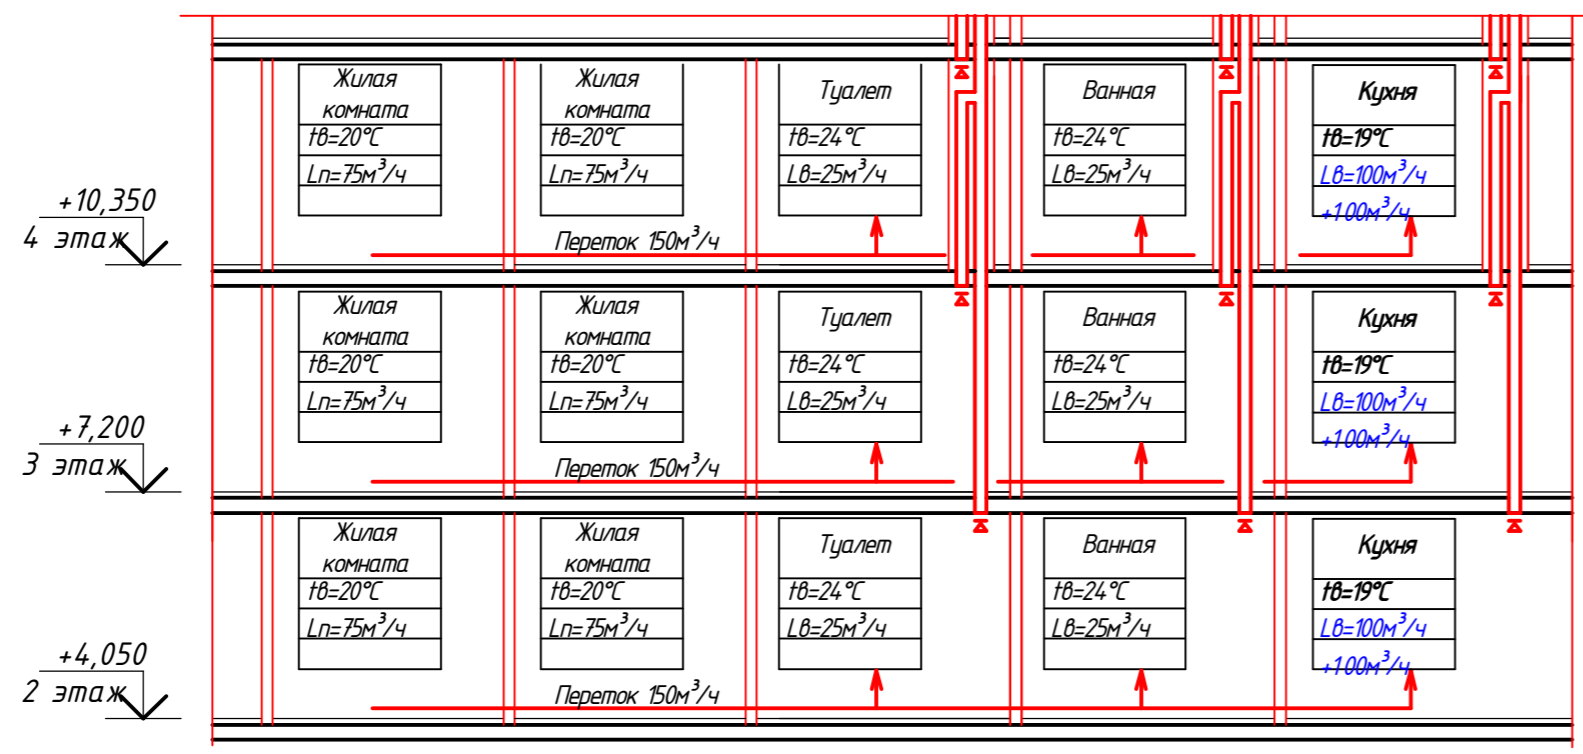 Жилая
комната
tв=20°С
Lп=75м³/ч
Жилая
комната
tв=20°С
Lп=75м³/ч
Туалет
tв=24°С
Lв=25м³/ч
Ванная
tв=24°С
Lв=25м³/ч
Кухня
tв=19°С
Lв=100м³/ч
+100м³/ч
+10,350
4 этаж
Переток 150м³/ч
Жилая
комната
tв=20°С
Lп=75м³/ч
Жилая
комната
tв=20°С
Lп=75м³/ч
Туалет
tв=24°С
Lв=25м³/ч
Ванная
tв=24°С
Lв=25м³/ч
Кухня
tв=19°С
Lв=100м³/ч
+100м³/ч
+7,200
3 этаж
Переток 150м³/ч
Жилая
комната
tв=20°С
Lп=75м³/ч
Жилая
комната
tв=20°С
Lп=75м³/ч
Туалет
tв=24°С
Lв=25м³/ч
Ванная
tв=24°С
Lв=25м³/ч
Кухня
tв=19°С
Lв=100м³/ч
+100м³/ч
+4,050
2 этаж
Переток 150м³/ч